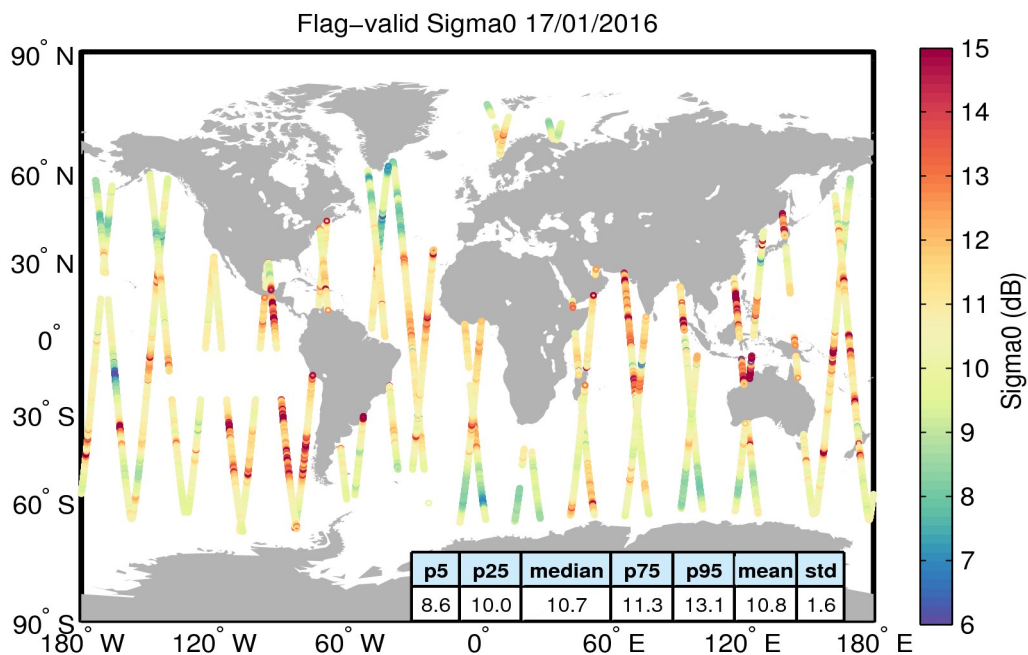 Flag−valid Sigma0 17/01/2016
90° N
60° N
30° N
0°
30° S
60° S
90° S
180° W
120° W
60° W
0°
60° E
120° E
180° E
p5 p25 median p75 p95 mean std
8.6 10.0 10.7 11.3 13.1 10.8 1.6
15
14
13
12
11
10
9
8
7
6
Sigma0 (dB)